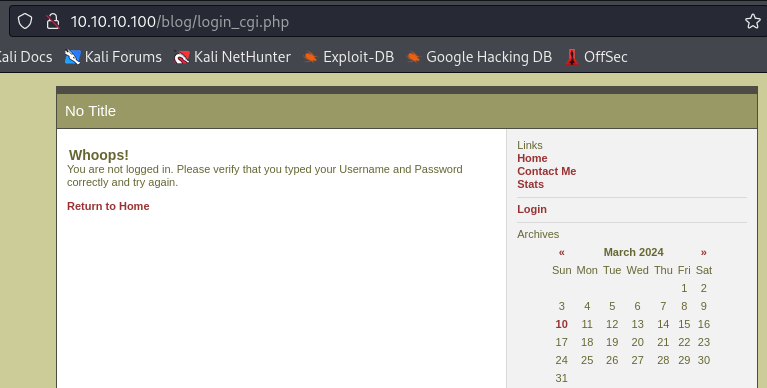 10.10.10.100/blog/login_cgi.php
Kali Docs Kali Forums Kali NetHunter Exploit-DB Google Hacking DB OffSec
No Title
Whoops!
You are not logged in. Please verify that you typed your Username and Password
correctly and try again.
Return to Home
Links
Home
Contact Me
Stats
Login
Archives
« March 2024 »
Sun Mon Tue Wed Thu Fri Sat
1 2
3 4 5 6 7 8 9
10 11 12 13 14 15 16
17 18 19 20 21 22 23
24 25 26 27 28 29 30
31